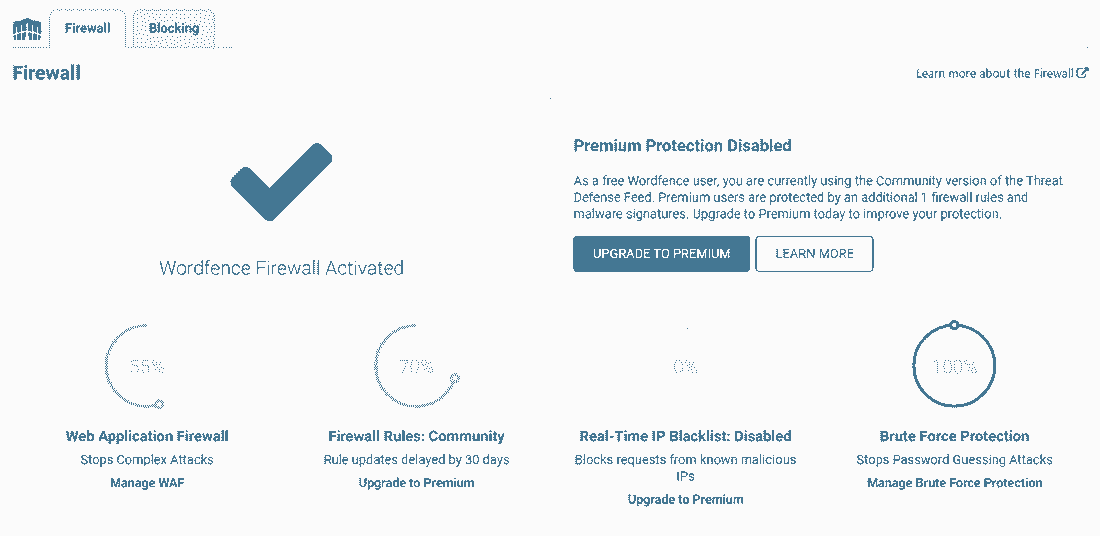 Firewall
Blocking
Firewall
Learn more about the Firewall
Premium Protection Disabled
As a free Wordfence user, you are currently using the Community version of the Threat
Defense Feed. Premium users are protected by an additional 1 firewall rules and
malware signatures. Upgrade to Premium today to improve your protection.
UPGRADE TO PREMIUM
LEARN MORE
Wordfence Firewall Activated
55%
70%
0%
100%
Web Application Firewall
Stops Complex Attacks
Manage WAF
Firewall Rules: Community
Rule updates delayed by 30 days
Upgrade to Premium
Real-Time IP Blacklist: Disabled
Blocks requests from known malicious
IPs
Upgrade to Premium
Brute Force Protection
Stops Password Guessing Attacks
Manage Brute Force Protection